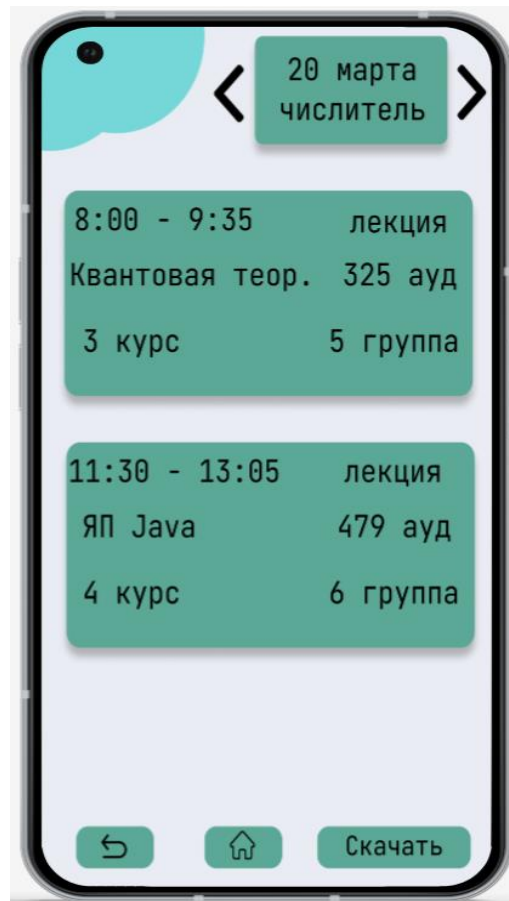 20 марта
числитель
8:00 - 9:35 лекция
Квантовая теор. 325 ауд
3 курс 5 группа
11:30 - 13:05 лекция
ЯП Java 479 ауд
4 курс 6 группа
Скачать